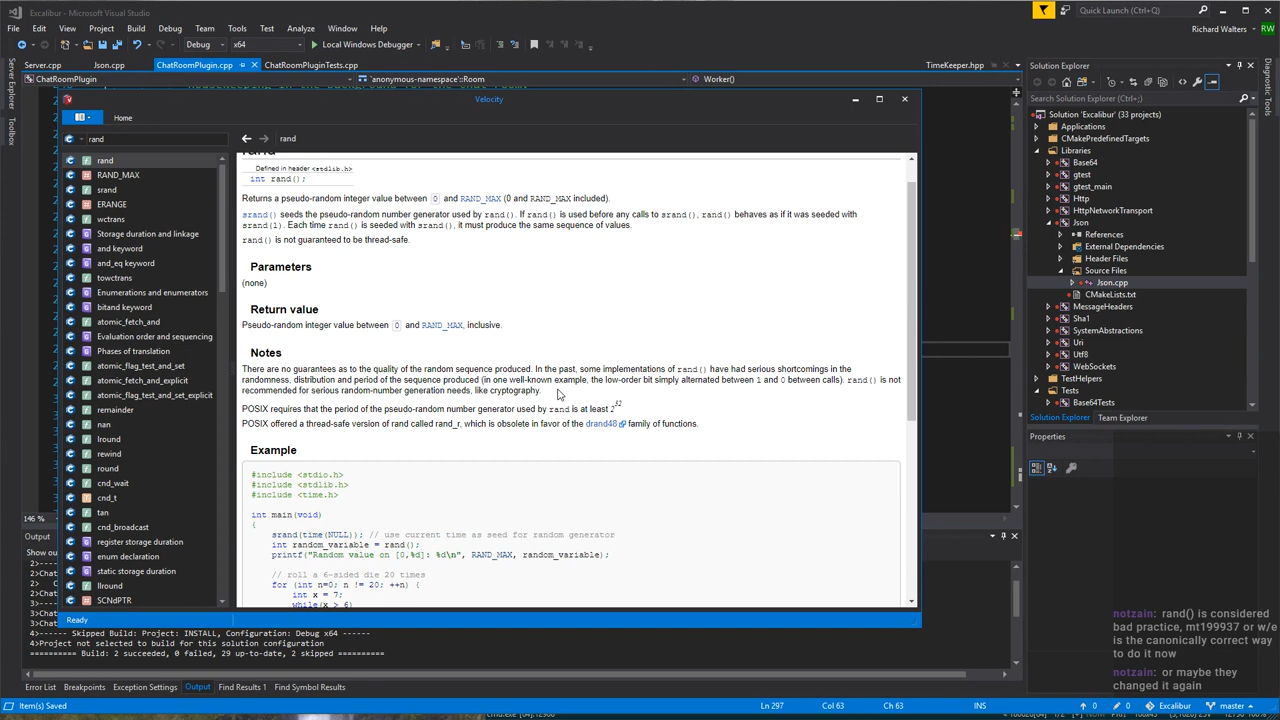 Excalibur - Microsoft Visual Studio
Quick Launch (Ctrl+Q)
File Edit View Project Build Debug Team Tools Test Analyze Window Help
Richard Walters RW
Debug x64 Local Windows Debugger
Server.cpp Json.cpp ChatRoomPlugin.cpp ChatRoomPluginTests.cpp TimeKeeper.hpp
ChatRoomPlugin `anonymous-namespace'::Room Worker()
Server Explorer
Toolbox
Velocity
Home
rand
rand
RAND_MAX
srand
ERANGE
wctrans
Storage duration and linkage
and keyword
and_eq keyword
towctrans
Enumerations and enumerators
bitand keyword
atomic_fetch_and
Evaluation order and sequencing
Phases of translation
atomic_flag_test_and_set
atomic_fetch_and_explicit
atomic_flag_test_and_set_explicit
remainder
nan
lround
rewind
round
cnd_wait
cnd_t
tan
cnd_broadcast
register storage duration
enum declaration
static storage duration
llround
SCNdPTR
rand
rand
Defined in header <stdlib.h>
int rand();
Returns a pseudo-random integer value between 0 and RAND_MAX (0 and RAND_MAX included).
srand() seeds the pseudo-random number generator used by rand(). If rand() is used before any calls to srand(), rand() behaves as if it was seeded with
srand(1). Each time rand() is seeded with srand(), it must produce the same sequence of values.
rand() is not guaranteed to be thread-safe.
Parameters
(none)
Return value
Pseudo-random integer value between 0 and RAND_MAX, inclusive.
Notes
There are no guarantees as to the quality of the random sequence produced. In the past, some implementations of rand() have had serious shortcomings in the
randomness, distribution and period of the sequence produced (in one well-known example, the low-order bit simply alternated between 1 and 0 between calls). rand() is not
recommended for serious random-number generation needs, like cryptography.
POSIX requires that the period of the pseudo-random number generator used by rand is at least 2^32
POSIX offered a thread-safe version of rand called rand_r, which is obsolete in favor of the drand48 family of functions.
Example
#include <stdio.h>
#include <stdlib.h>
#include <time.h>
int main(void)
{
srand(time(NULL)); // use current time as seed for random generator
int random_variable = rand();
printf("Random value on [0,%d]: %d\n", RAND_MAX, random_variable);
// roll a 6-sided die 20 times
for (int n=0; n != 20; ++n) {
int x = 7;
while(x > 6)
Ready
Solution Explorer
Search Solution Explorer (Ctrl+;)
Solution 'Excalibur' (33 projects)
Applications
CMakePredefinedTargets
Libraries
Base64
gtest
gtest_main
Http
HttpNetworkTransport
Json
References
External Dependencies
Header Files
Source Files
Json.cpp
CMakeLists.txt
MessageHeaders
Sha1
SystemAbstractions
Uri
Utf8
WebSockets
TestHelpers
Tests
Base64Tests
Solution Explorer Team Explorer
Properties
Diagnostic Tools
146 %
Output
Show ou
2>Chat
3>Chat
3>Chat
4>------ Skipped Build: Project: INSTALL, Configuration: Debug x64 ------
4>Project not selected to build for this solution configuration
========== Build: 2 succeeded, 0 failed, 29 up-to-date, 2 skipped ==========
Error List Breakpoints Exception Settings Output Find Results 1 Find Symbol Results
notzain: rand() is considered
bad practice, mt199937 or w/e
is the canonically correct way
to do it now
notzain: or maybe they
changed it again
Item(s) Saved Ln 297 Col 63 Ch 63 INS 0 0 Excalibur master